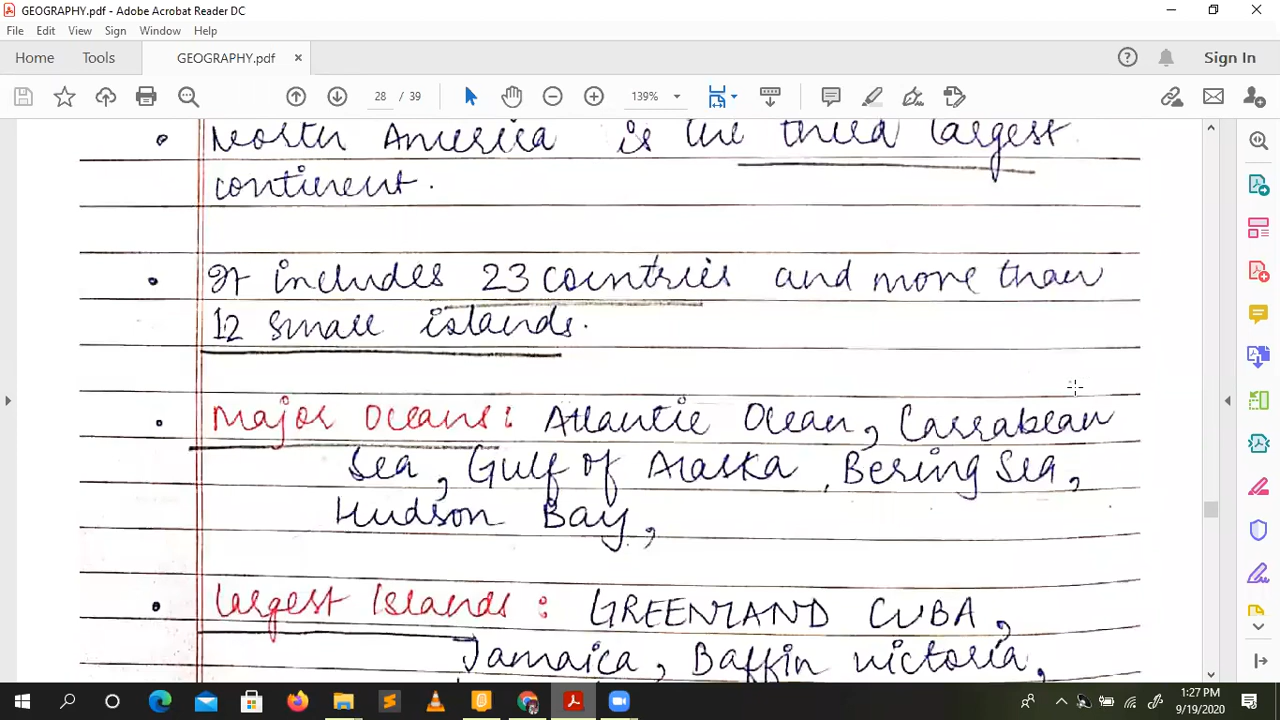 GEOGRAPHY.pdf - Adobe Acrobat Reader DC
File Edit View Sign Window Help
Home Tools GEOGRAPHY.pdf × Sign In
28 / 39 139%
North America is the third largest
continent.
It includes 23 countries and more than
12 small islands.
Major Oceans: Atlantic Ocean, Carrabean
Sea, Gulf of Alaska, Bering Sea,
Hudson Bay,
Largest Islands: GREENLAND CUBA,
Jamaica, Baffin victoria,
1:27 PM
9/19/2020